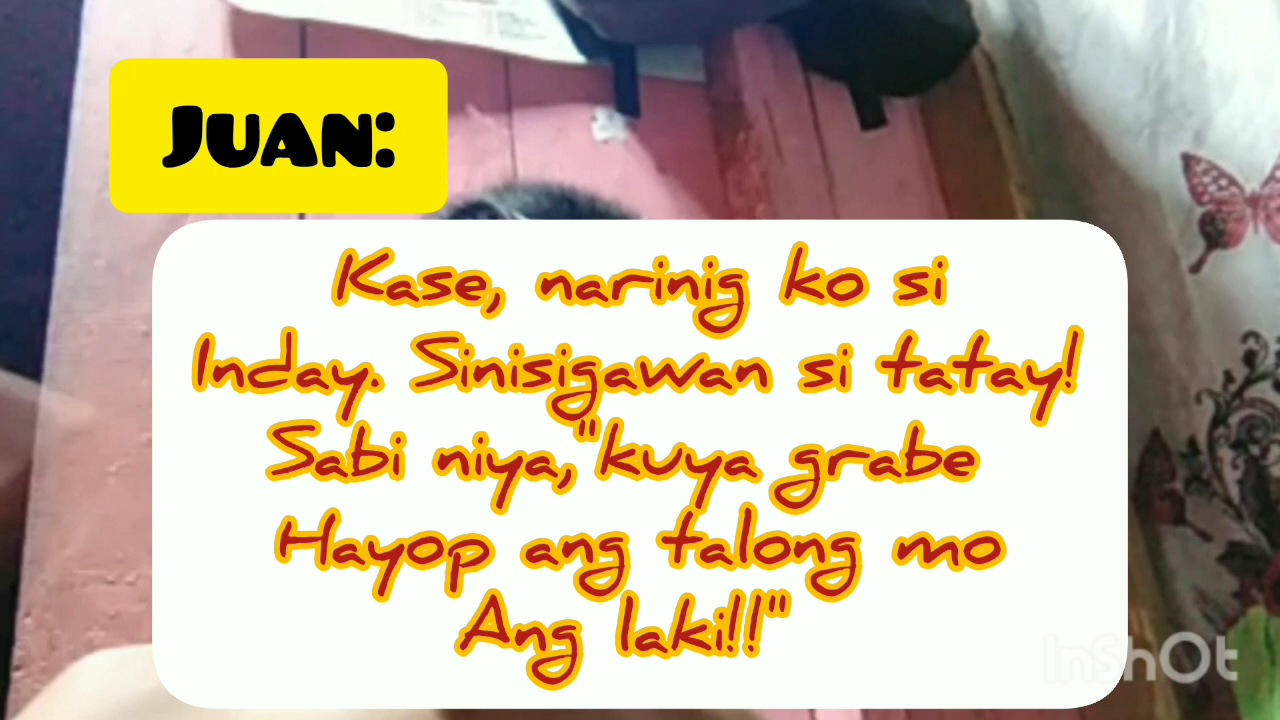 Juan:
Kase, narinig ko si
Inday. Sinisigawan si tatay!
Sabi niya,"kuya grabe
Hayop ang talong mo
Ang laki!!"
InShOt